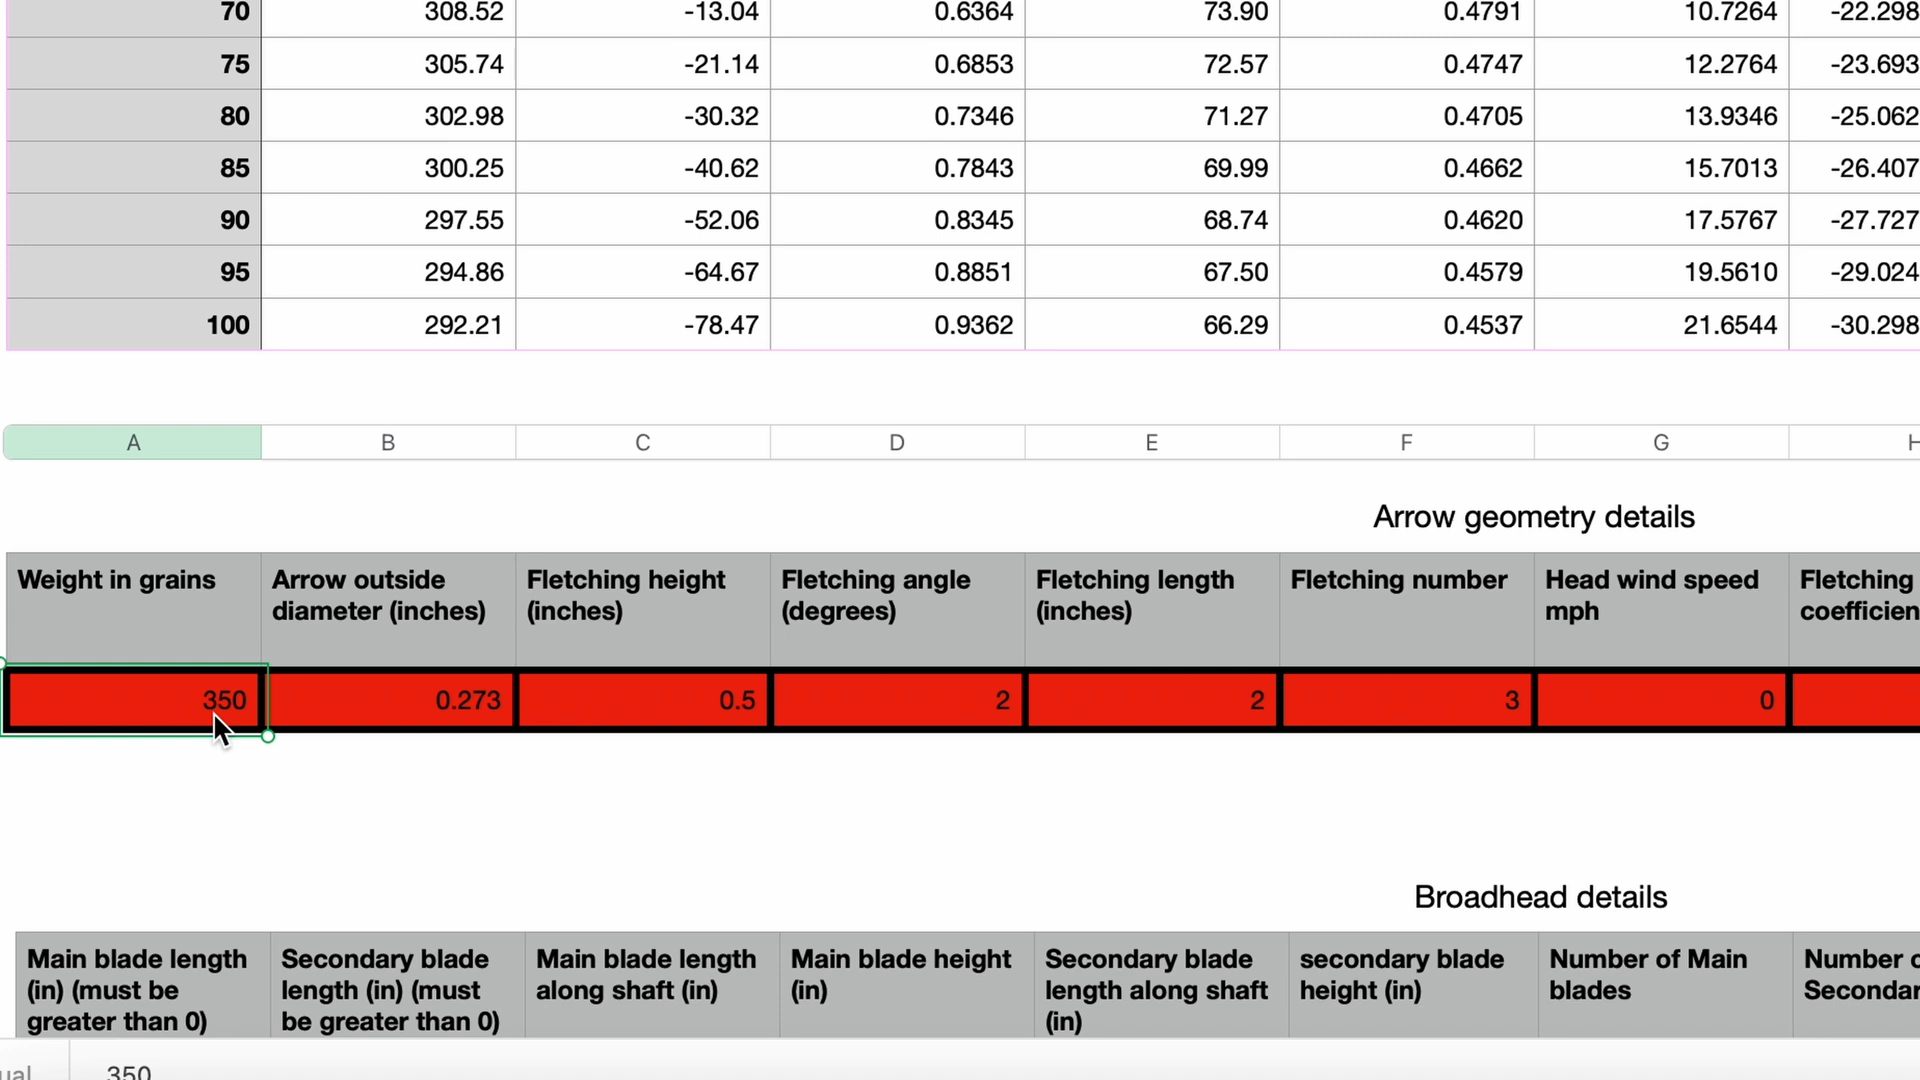 70 308.52 -13.04 0.6364 73.90 0.4791 10.7264 -22.298
75 305.74 -21.14 0.6853 72.57 0.4747 12.2764 -23.693
80 302.98 -30.32 0.7346 71.27 0.4705 13.9346 -25.062
85 300.25 -40.62 0.7843 69.99 0.4662 15.7013 -26.407
90 297.55 -52.06 0.8345 68.74 0.4620 17.5767 -27.727
95 294.86 -64.67 0.8851 67.50 0.4579 19.5610 -29.024
100 292.21 -78.47 0.9362 66.29 0.4537 21.6544 -30.298
A B C D E F G H
Arrow geometry details
Weight in grains Arrow outside Fletching height Fletching angle Fletching length Fletching number Head wind speed Fletching
diameter (inches) (inches) (degrees) (inches) mph coefficien
350 0.273 0.5 2 2 3 0
Broadhead details
Main blade length Secondary blade Main blade length Main blade height Secondary blade secondary blade Number of Main Number o
(in) (must be length (in) (must along shaft (in) (in) length along shaft height (in) blades Secondar
greater than 0) be greater than 0) (in)
ual 350